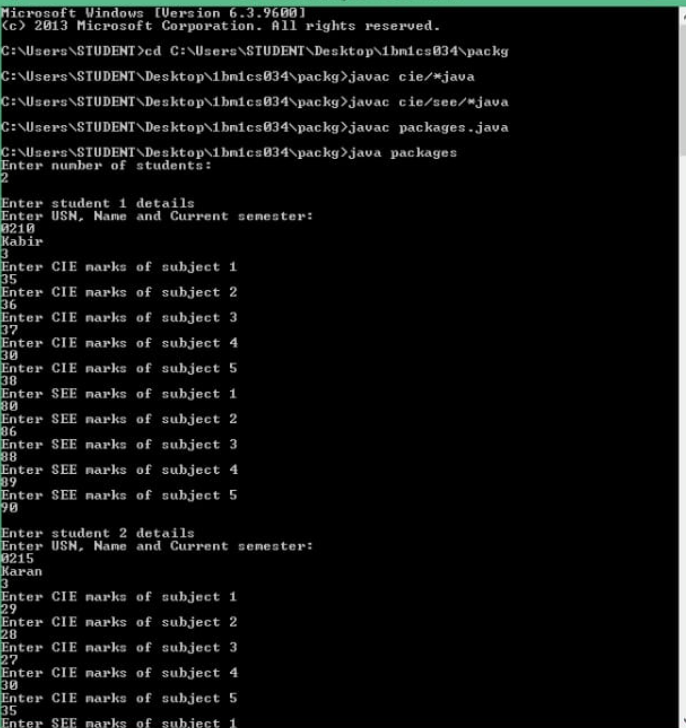 Microsoft Windows [Version 6.3.9600]
(c) 2013 Microsoft Corporation. All rights reserved.
C:\Users\STUDENT>cd C:\Users\STUDENT\Desktop\1bm1cs034\packg
C:\Users\STUDENT\Desktop\1bm1cs034\packg>javac cie/*java
C:\Users\STUDENT\Desktop\1bm1cs034\packg>javac cie/see/*java
C:\Users\STUDENT\Desktop\1bm1cs034\packg>javac packages.java
C:\Users\STUDENT\Desktop\1bm1cs034\packg>java packages
Enter number of students:
2
Enter student 1 details
Enter USN, Name and Current semester:
0210
Kabir
3
Enter CIE marks of subject 1
35
Enter CIE marks of subject 2
36
Enter CIE marks of subject 3
37
Enter CIE marks of subject 4
30
Enter CIE marks of subject 5
38
Enter SEE marks of subject 1
80
Enter SEE marks of subject 2
86
Enter SEE marks of subject 3
88
Enter SEE marks of subject 4
89
Enter SEE marks of subject 5
90
Enter student 2 details
Enter USN, Name and Current semester:
0215
Karan
3
Enter CIE marks of subject 1
29
Enter CIE marks of subject 2
28
Enter CIE marks of subject 3
27
Enter CIE marks of subject 4
30
Enter CIE marks of subject 5
35
Enter SEE marks of subject 1